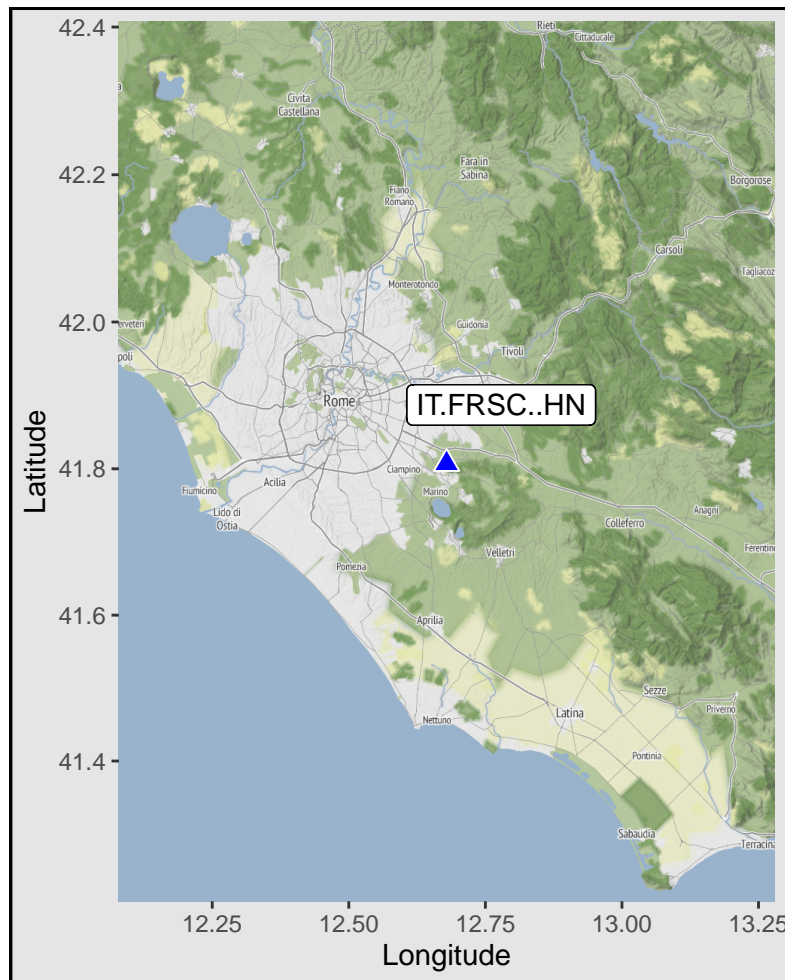 42.4
42.2
42.0
41.8
41.6
41.4
Latitude
12.25
12.50
12.75
13.00
13.25
Longitude
Rieti
Cittaducale
Civita
Castellana
Fara in
Sabina
Borgorose
Fiano
Romano
Carsoli
Tagliacoz
Monterotondo
Guidonia
erveteri
Tivoli
poli
Rome
IT.FRSC..HN
Ciampino
Fiumicino
Acilia
Marino
Lido di
Ostia
Anagni
Colleferro
Velletri
Ferentino
Pomezia
Aprilia
Sezze
Priverno
Nettuno
Latina
Pontinia
Sabaudia
Terracina